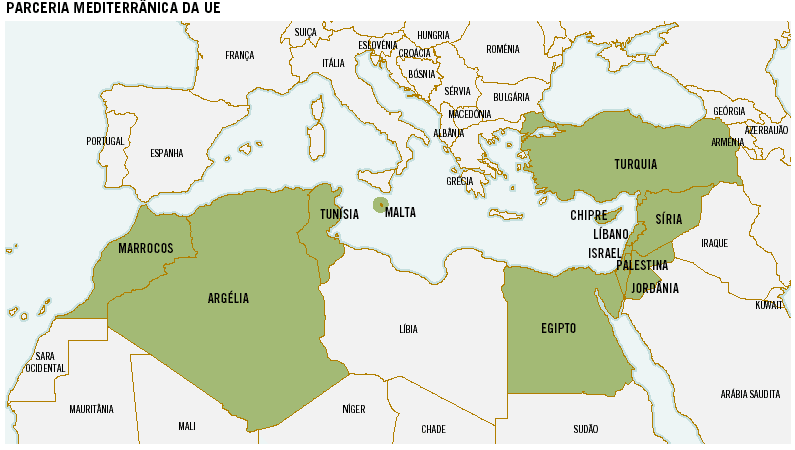 PARCERIA MEDITERRÂNICA DA UE
SUIÇA
HUNGRIA
ESLOVÉNIA
ROMÉNIA
FRANÇA
CROÁCIA
ITÁLIA
BÓSNIA
SÉRVIA
BULGÁRIA
GEÓRGIA
MACEDÓNIA
AZERBAIJÃO
ALBÂNIA
PORTUGAL
ARMÉNIA
ESPANHA
TURQUIA
GRÉCIA
TUNÍSIA
MALTA
CHIPRE
SÍRIA
LÍBANO
MARROCOS
IRAQUE
ISRAEL
PALESTINA
JORDÂNIA
ARGÉLIA
KUWAIT
EGIPTO
LÍBIA
SARA
OCIDENTAL
ARÁBIA SAUDITA
MAURITÂNIA
NÍGER
MALI
CHADE
SUDÃO